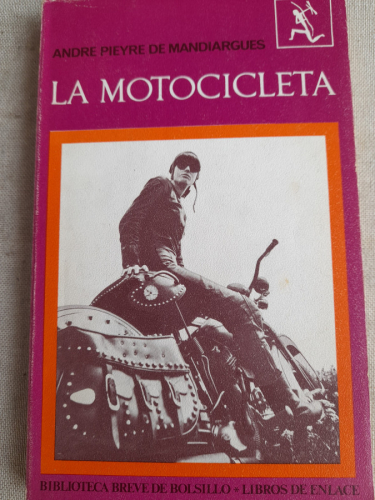 ANDRE PIEYRE DE MANDIARGUES
LA MOTOCICLETA
BIBLIOTECA BREVE DE BOLSILLO - LIBROS DE ENLACE